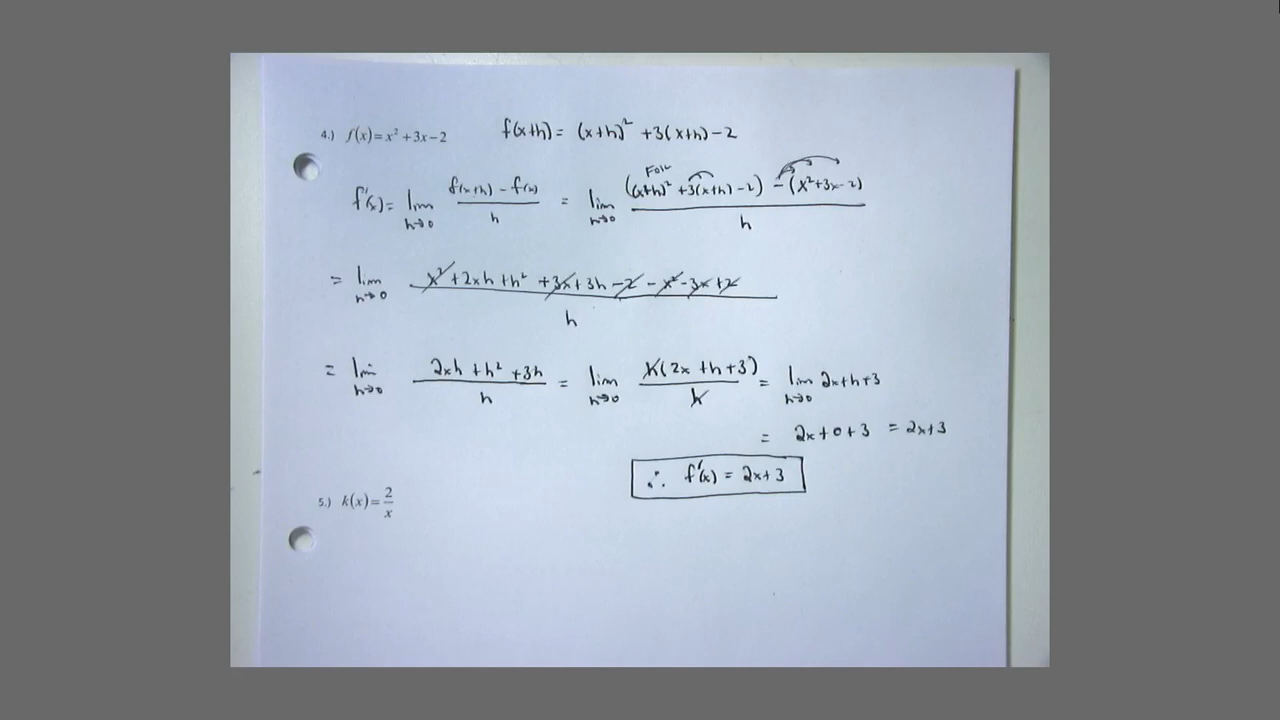 4.) f(x)=x²+3x−2 f(x+h) = (x+h)² +3(x+h)−2
FOIL
f'(x)= lim h→0 f(x+h) − f(x) / h = lim h→0 ((x+h)² +3(x+h)−2) −(x²+3x−2) / h
= lim h→0 x²+2xh+h² +3x+3h−2 −x²−3x+2 / h
= lim h→0 2xh+h²+3h / h = lim h→0 h(2x+h+3) / h = lim h→0 2x+h+3
= 2x+0+3 = 2x+3
∴ f'(x) = 2x+3
5.) k(x)= 2/x